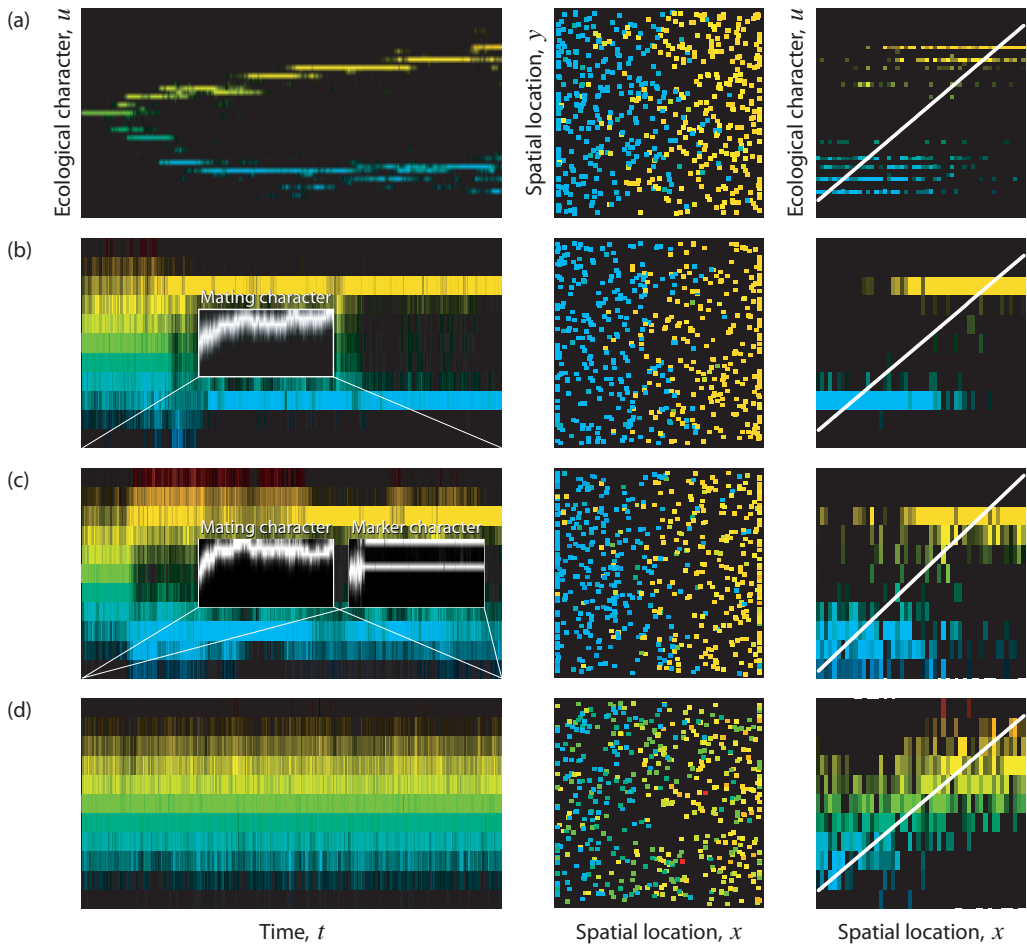 (a)
Ecological character, u
Spatial location, y
Ecological character, u
(b)
Mating character
(c)
Mating character
Marker character
(d)
Time, t
Spatial location, x
Spatial location, x